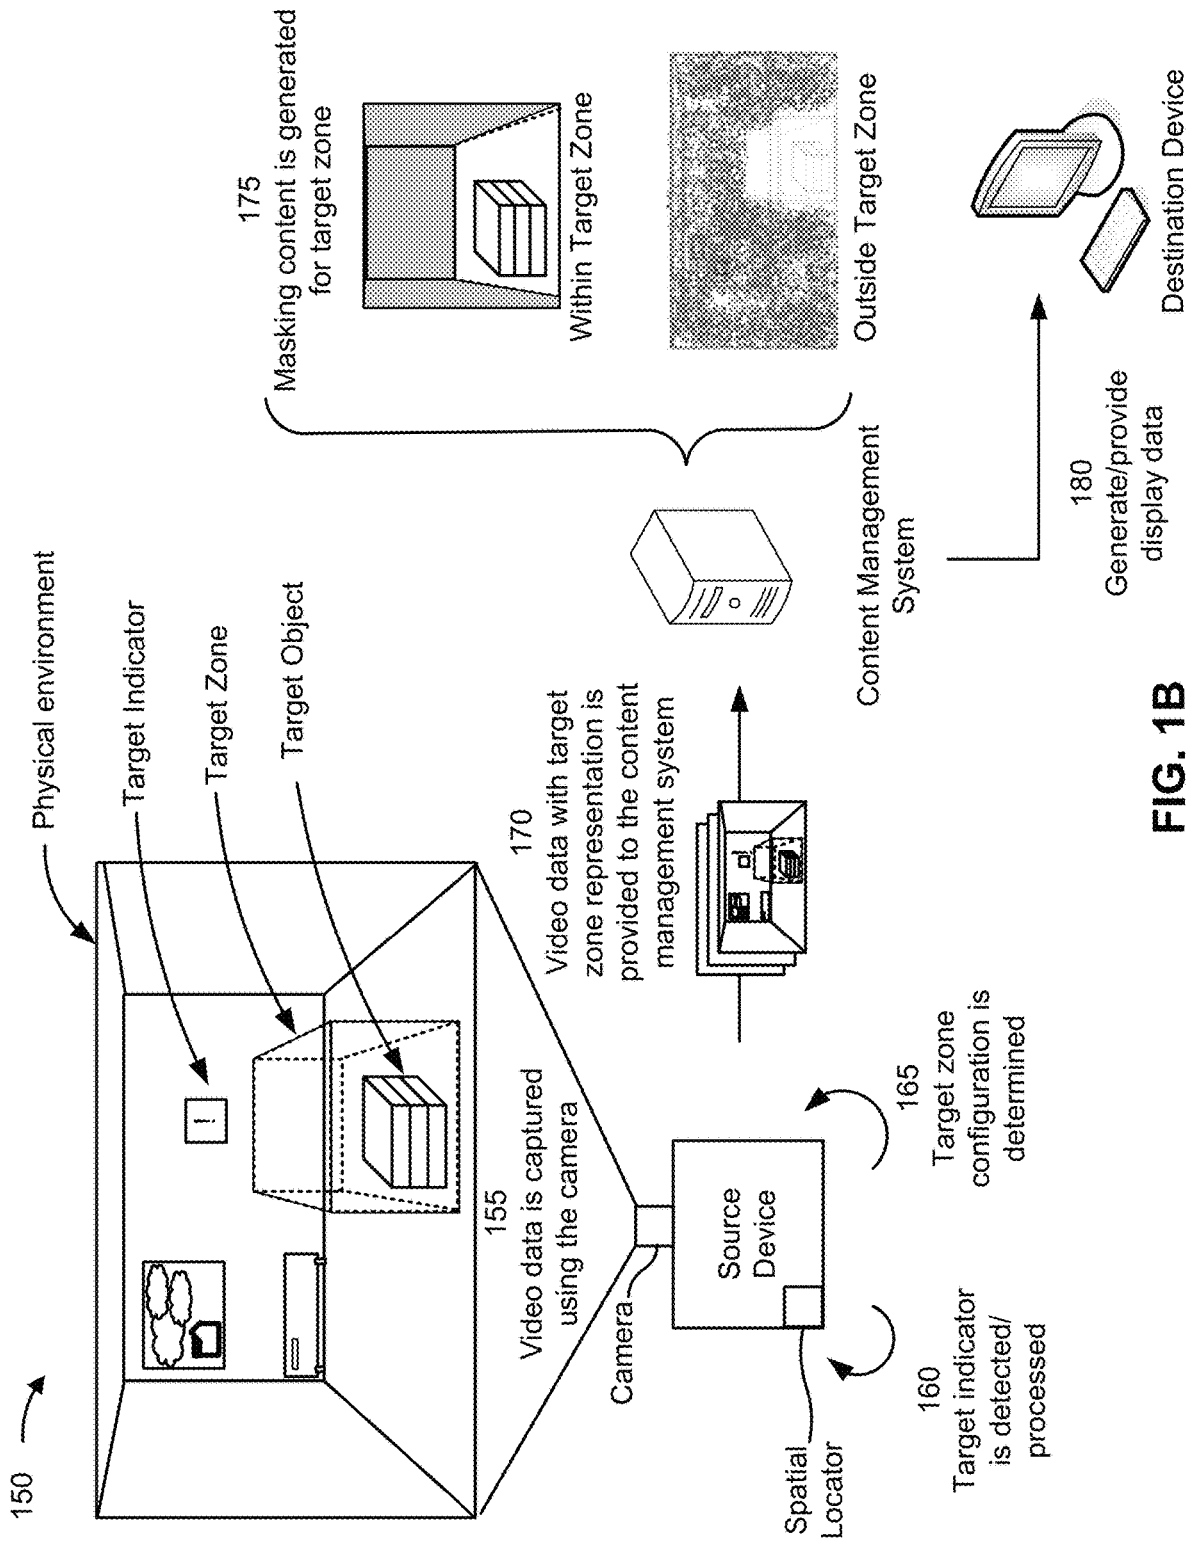 150
Physical environment
Target Indicator
Target Zone
Target Object
155
Video data is captured
using the camera
Camera
Source
Device
Spatial
Locator
160
Target indicator
is detected/
processed
165
Target zone
configuration is
determined
170
Video data with target
zone representation is
provided to the content
management system
Content Management
System
175
Masking content is generated
for target zone
Within Target Zone
Outside Target Zone
180
Generate/provide
display data
Destination Device
!
FIG. 1B